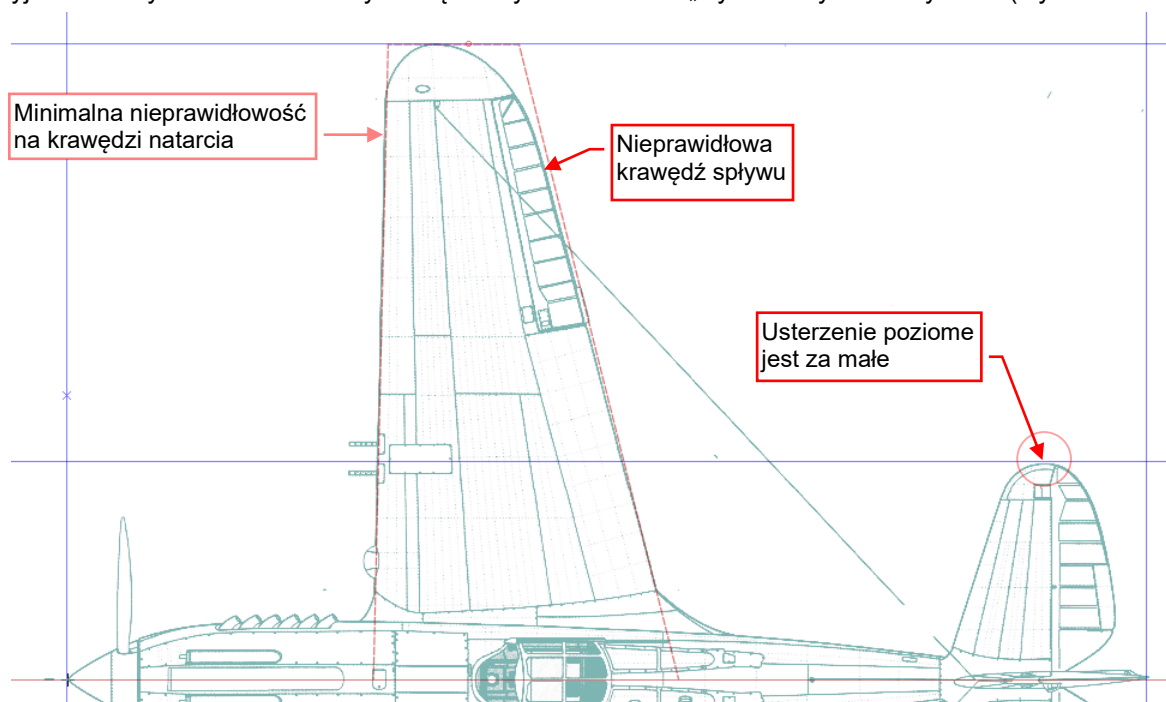 Minimalna nieprawidłowość
na krawędzi natarcia
Nieprawidłowa
krawędź spływu
Usterzenie poziome
jest za małe